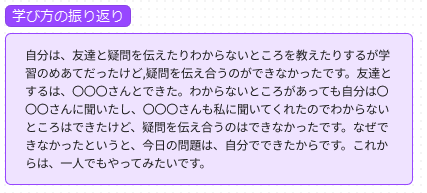 学び方の振り返り
自分は、友達と疑問を伝えたりわからないところを教えたりするが学
習のめあてだったけど,疑問を伝え合うのができなかったです。友達と
するは、〇〇〇さんとできた。わからないところがあっても自分は〇
〇〇さんに聞いたし、〇〇〇さんも私に聞いてくれたのでわからない
ところはできたけど、疑問を伝え合うのはできなかったです。なぜで
きなかったというと、今日の問題は、自分でできたからです。これか
らは、一人でもやってみたいです。